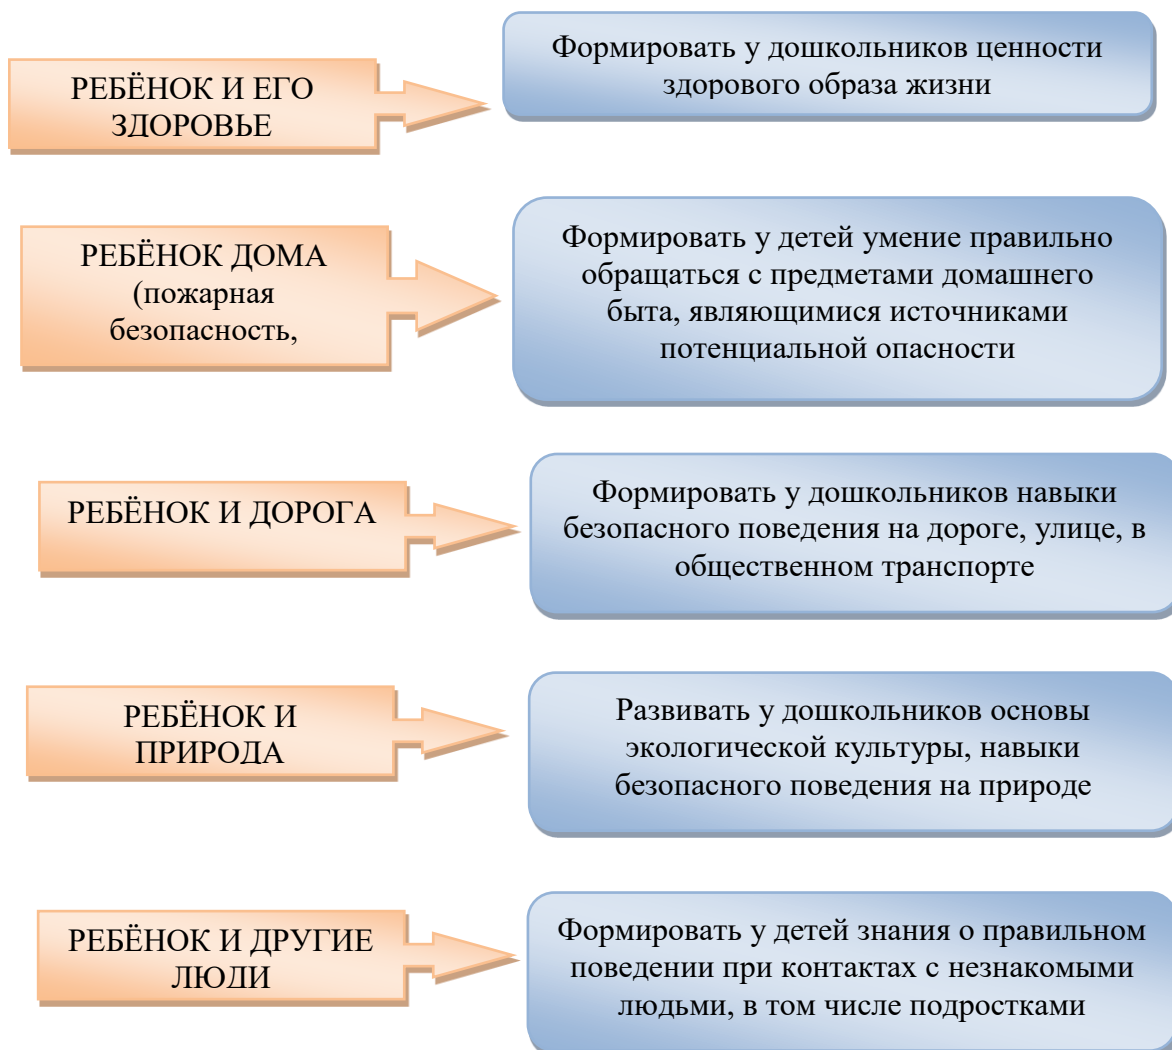 РЕБЁНОК И ЕГО
ЗДОРОВЬЕ
Формировать у дошкольников ценности
здорового образа жизни
РЕБЁНОК ДОМА
(пожарная
безопасность,
Формировать у детей умение правильно
обращаться с предметами домашнего
быта, являющимися источниками
потенциальной опасности
РЕБЁНОК И ДОРОГА
Формировать у дошкольников навыки
безопасного поведения на дороге, улице, в
общественном транспорте
РЕБЁНОК И
ПРИРОДА
Развивать у дошкольников основы
экологической культуры, навыки
безопасного поведения на природе
РЕБЁНОК И ДРУГИЕ
ЛЮДИ
Формировать у детей знания о правильном
поведении при контактах с незнакомыми
людьми, в том числе подростками